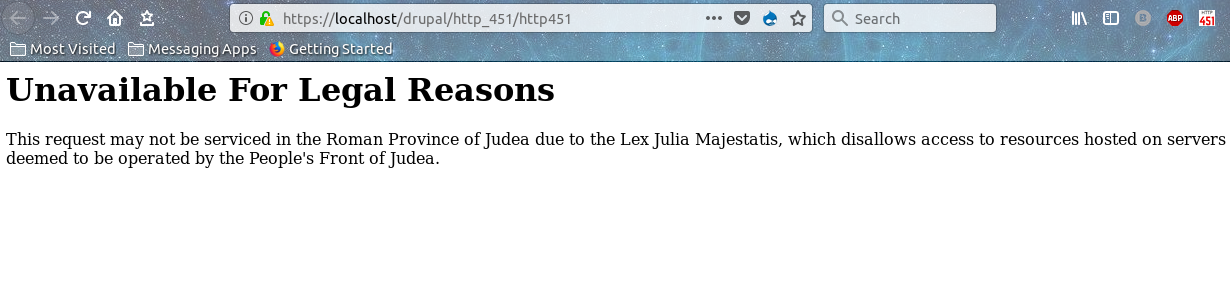 https://localhost/drupal/http_451/http451
Search
B
ABP
HTTP
451
Most Visited
Messaging Apps
Getting Started
Unavailable For Legal Reasons
This request may not be serviced in the Roman Province of Judea due to the Lex Julia Majestatis, which disallows access to resources hosted on servers
deemed to be operated by the People's Front of Judea.